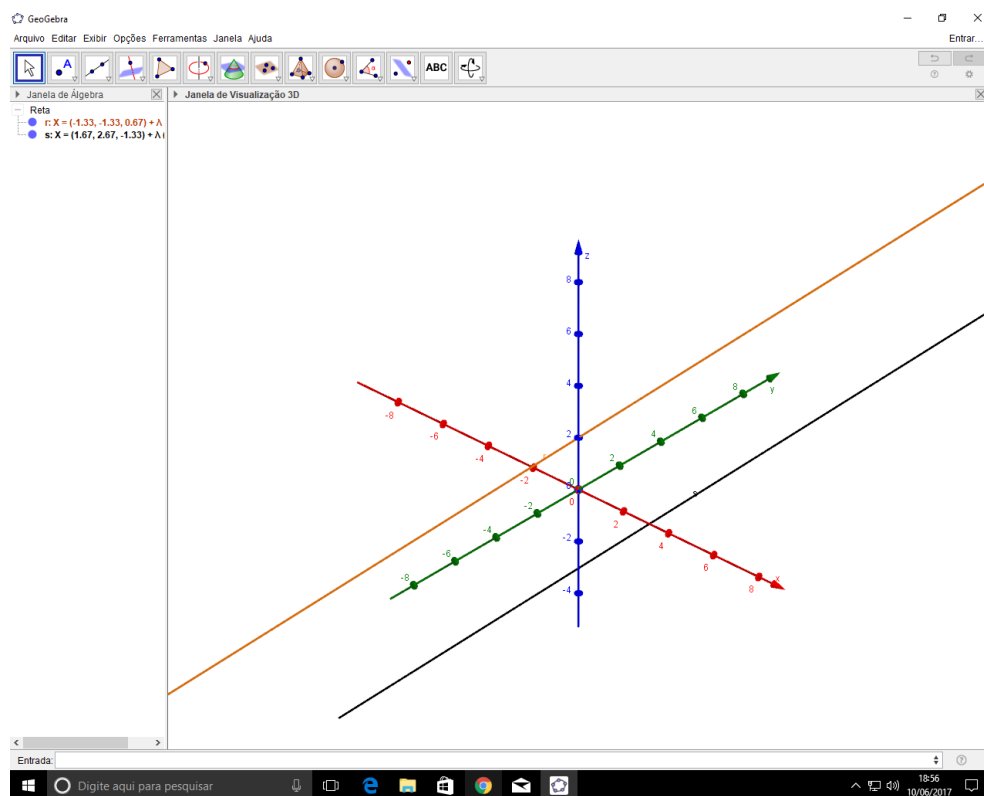 GeoGebra
Arquivo Editar Exibir Opções Ferramentas Janela Ajuda Entrar...
ABC
Janela de Álgebra
Janela de Visualização 3D
Reta
r: X = (-1.33, -1.33, 0.67) + λ
s: X = (1.67, 2.67, -1.33) + λ (
z
8
6
4
2
0
-2
-4
y
8
6
4
2
0
-2
-4
-6
-8
x
-8
-6
-4
-2
0
2
4
6
8
s
Entrada:
Digite aqui para pesquisar
18:56
10/06/2017